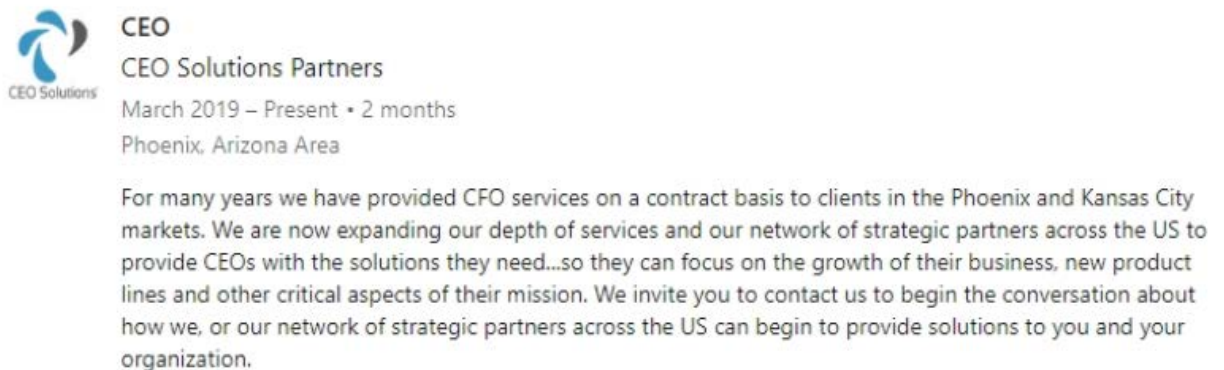 CEO
CEO Solutions Partners
CEO Solutions
March 2019 – Present • 2 months
Phoenix, Arizona Area
For many years we have provided CFO services on a contract basis to clients in the Phoenix and Kansas City
markets. We are now expanding our depth of services and our network of strategic partners across the US to
provide CEOs with the solutions they need...so they can focus on the growth of their business, new product
lines and other critical aspects of their mission. We invite you to contact us to begin the conversation about
how we, or our network of strategic partners across the US can begin to provide solutions to you and your
organization.